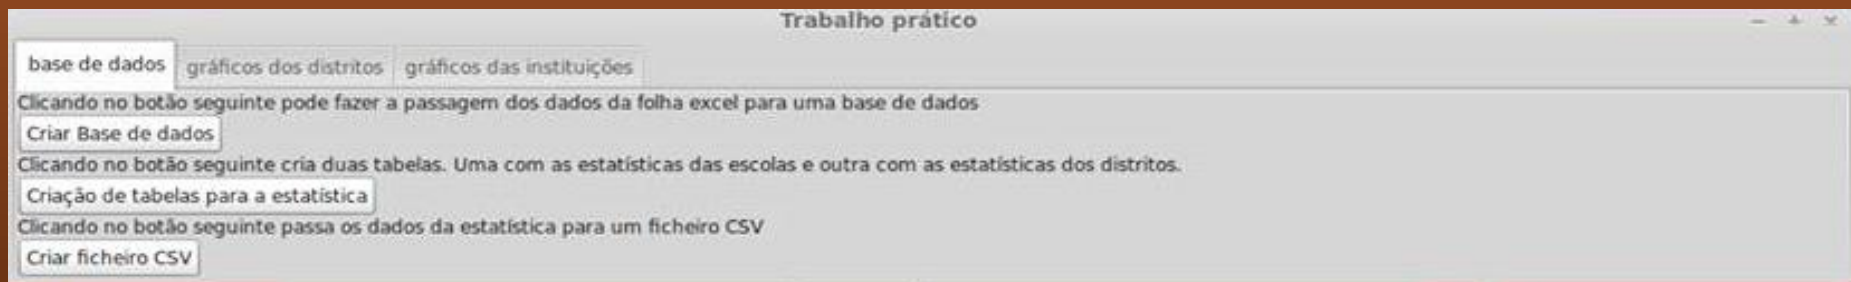 Trabalho prático
base de dados gráficos dos distritos gráficos das instituições
Clicando no botão seguinte pode fazer a passagem dos dados da folha excel para uma base de dados
Criar Base de dados
Clicando no botão seguinte cria duas tabelas. Uma com as estatísticas das escolas e outra com as estatísticas dos distritos.
Criação de tabelas para a estatística
Clicando no botão seguinte passa os dados da estatística para um ficheiro CSV
Criar ficheiro CSV